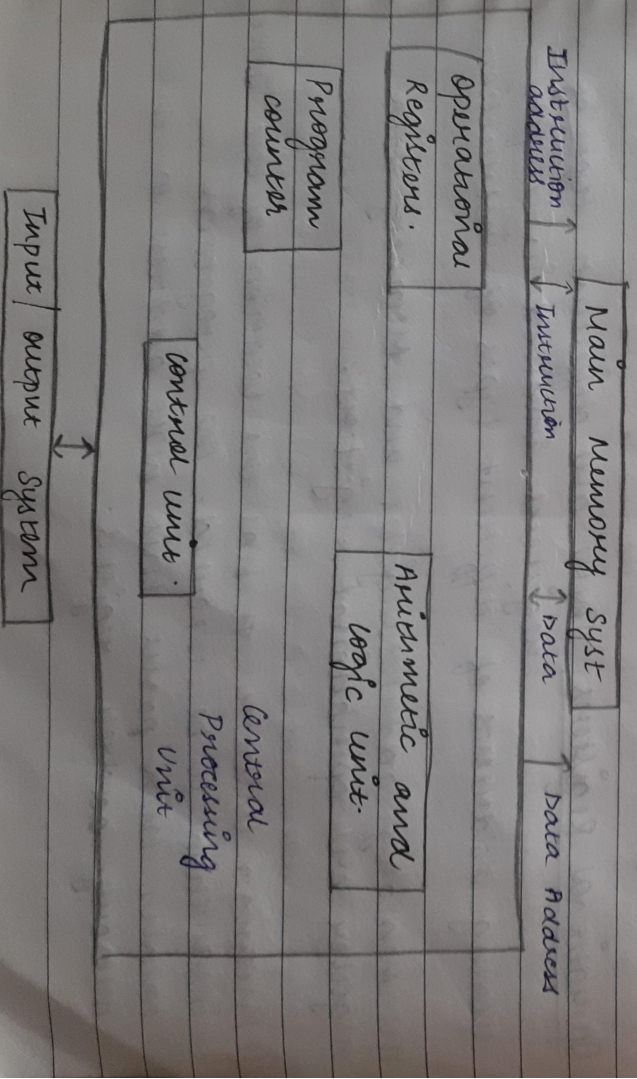 Main Memory Syst
Instruction
address
Instruction
Data
Data Address
Operational
Registers.
Arithmetic and
logic unit.
Program
counter
control unit.
Central
Processing
Unit
Input/output System